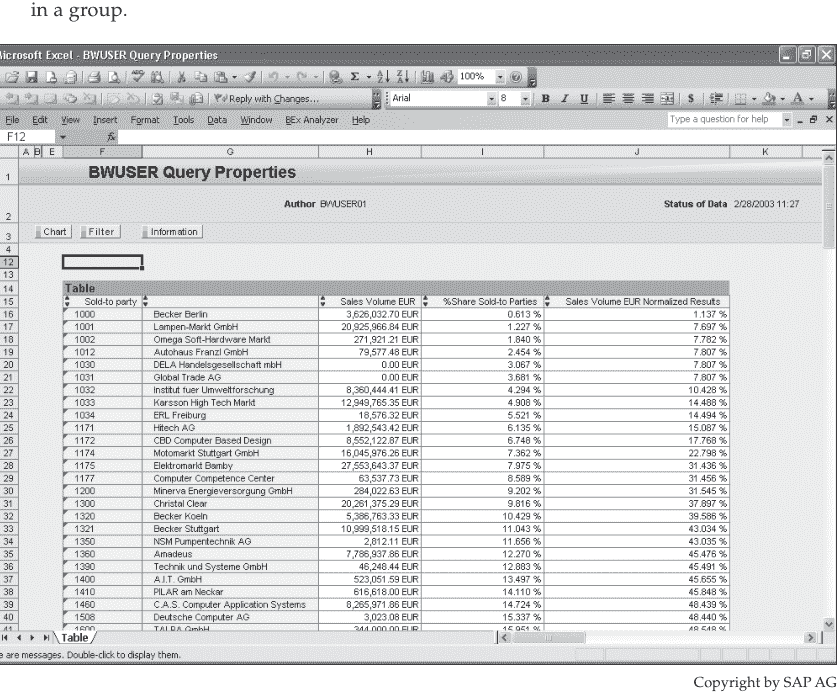 in a group.
Microsoft Excel - BWUSER Query Properties
100%
Reply with Changes... Arial 8 B I U $ A
File Edit View Insert Format Tools Data Window BEx Analyzer Help Type a question for help
F12 fx
A B E F G H I J K
1 BWUSER Query Properties
2 Author BWUSER01 Status of Data 2/28/2003 11:27
3 Chart Filter Information
4
12
13
14 Table
15 Sold-to party Sales Volume EUR %Share Sold-to Parties Sales Volume EUR Normalized Results
16 1000 Becker Berlin 3,626,032.70 EUR 0.613 % 1.137 %
17 1001 Lampen-Markt GmbH 20,925,966.84 EUR 1.227 % 7.697 %
18 1002 Omega Soft-Hardware Markt 271,921.21 EUR 1.840 % 7.782 %
19 1012 Autohaus Franzl GmbH 79,577.48 EUR 2.454 % 7.807 %
20 1030 DELA Handelsgesellschaft mbH 0.00 EUR 3.067 % 7.807 %
21 1031 Global Trade AG 0.00 EUR 3.681 % 7.807 %
22 1032 Institut fuer Umweltforschung 8,360,444.41 EUR 4.294 % 10.428 %
23 1033 Karsson High Tech Markt 12,949,765.35 EUR 4.908 % 14.488 %
24 1034 ERL Freiburg 18,576.32 EUR 5.521 % 14.494 %
25 1171 Hitech AG 1,892,543.42 EUR 6.135 % 15.087 %
26 1172 CBD Computer Based Design 8,552,122.87 EUR 6.748 % 17.768 %
27 1174 Motomarkt Stuttgart GmbH 16,045,976.26 EUR 7.362 % 22.798 %
28 1175 Elektromarkt Bamby 27,553,643.37 EUR 7.975 % 31.436 %
29 1177 Computer Competence Center 63,537.73 EUR 8.589 % 31.456 %
30 1200 Minerva Energieversorgung GmbH 284,022.63 EUR 9.202 % 31.545 %
31 1300 Christal Clear 20,261,375.29 EUR 9.816 % 37.897 %
32 1320 Becker Koeln 5,386,763.33 EUR 10.429 % 39.586 %
33 1321 Becker Stuttgart 10,999,518.15 EUR 11.043 % 43.034 %
34 1350 NSM Pumpentechnik AG 2,812.11 EUR 11.656 % 43.035 %
35 1360 Amadeus 7,786,937.86 EUR 12.270 % 45.476 %
36 1390 Technik und Systeme GmbH 46,248.44 EUR 12.883 % 45.491 %
37 1400 A.I.T. GmbH 523,051.59 EUR 13.497 % 45.655 %
38 1410 PILAR am Neckar 616,618.00 EUR 14.110 % 45.848 %
39 1460 C.A.S. Computer Application Systems 8,265,971.86 EUR 14.724 % 48.439 %
40 1508 Deutsche Computer AG 3,023.08 EUR 15.337 % 48.440 %
41 1600 TALPA GmbH 344,000.00 EUR 15.951 % 48.548 %
Table
e are messages. Double-click to display them.
Copyright by SAP AG